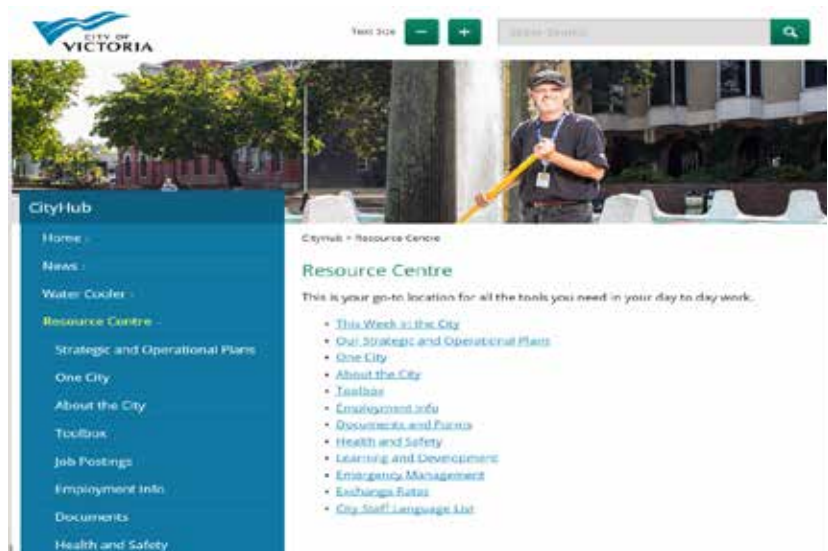 CITY OF
VICTORIA
Text Size
CityHub
Home
News
Water Cooler
Resource Centre
Strategic and Operational Plans
One City
About the City
Toolbox
Job Postings
Employment Info
Documents
Health and Safety
CityHub > Resource Centre
Resource Centre
This is your go-to location for all the tools you need in your day to day work.
• This Week in the City
• Our Strategic and Operational Plans
• One City
• About the City
• Toolbox
• Employment Info
• Documents and Forms
• Health and Safety
• Learning and Development
• Emergency Management
• Exchange Rates
• City Staff Language List